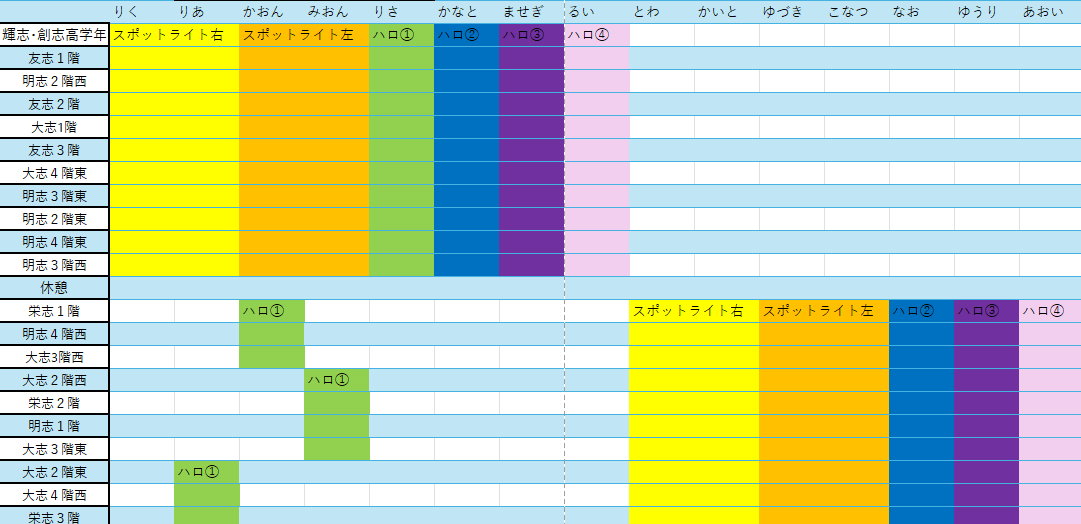 りく りあ かおん みおん りさ かなと ませぎ るい とわ かいと ゆづき こなつ なお ゆうり あおい
輝志・創志高学年 スポットライト右 スポットライト左 ハロ① ハロ② ハロ③ ハロ④
友志１階
明志２階西
友志２階
大志1階
友志３階
大志４階東
明志３階東
明志２階東
明志４階東
明志３階西
休憩
栄志１階 ハロ① スポットライト右 スポットライト左 ハロ② ハロ③ ハロ④
明志４階西
大志3階西
大志２階西 ハロ①
栄志２階
明志１階
大志３階東
大志２階東 ハロ①
大志４階西
栄志３階